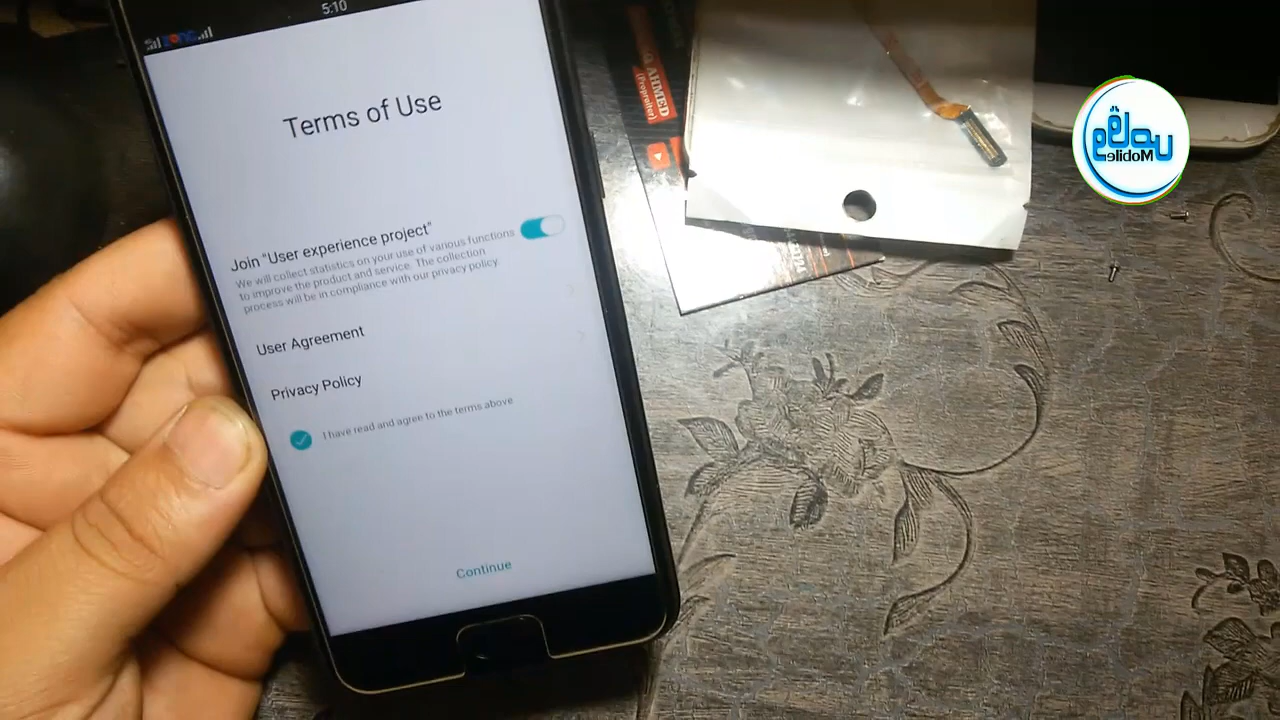 5:10
Terms of Use
Join “User experience project”
We will collect statistics on your use of various functions
to improve the product and service. The collection
process will be in compliance with our privacy policy
User Agreement
Privacy Policy
I have read and agree to the terms above
Continue
AHMED
(Proproiter)
Mobile